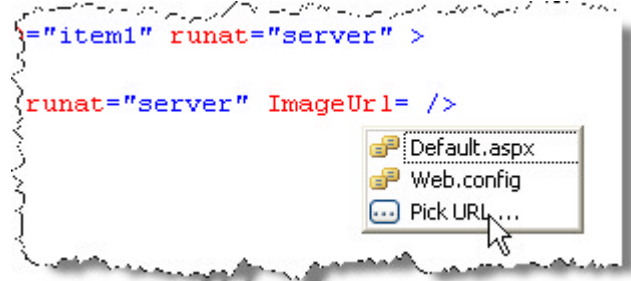 ="item1" runat="server" >
runat="server" ImageUrl= />
Default.aspx
Web.config
Pick URL ...